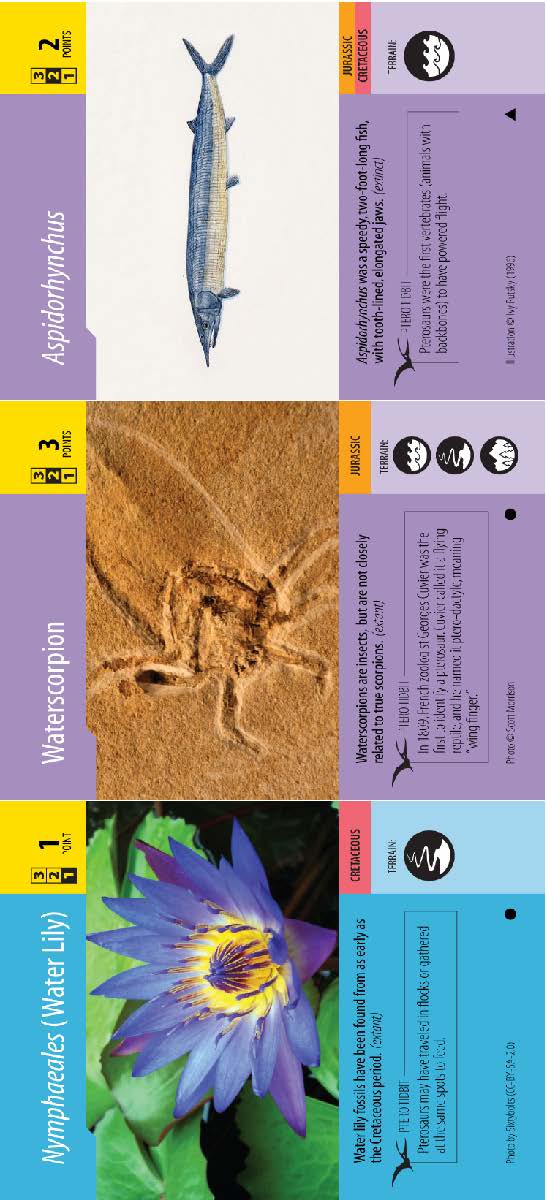 Aspidorhynchus
3
2
1
2
POINTS
JURASSIC
CRETACEOUS
TERRAIN:
Aspidorhynchus was a speedy, two-foot-long fish,
with tooth-lined, elongated jaws. (extinct)
PTERO TIDBIT
Pterosaurs were the first vertebrates (animals with
backbones) to have powered flight.
Illustration ©
Waterscorpion
3
2
1
3
POINTS
JURASSIC
TERRAIN:
Waterscorpions are insects, but are not closely
related to true scorpions. (extant)
PTERO TIDBIT
In 1809, French zoologist Georges Cuvier was the
first to identify a pterosaur. Cuvier called it a flying
reptile, and he named it ptero-dactyle, meaning
"wing finger."
Photo © Scott Morrison
Nymphaeales (Water Lily)
3
2
1
1
POINT
CRETACEOUS
TERRAIN:
Water lily fossils have been found from as early as
the Cretaceous period. (extant)
PTERO TIDBIT
Pterosaurs may have traveled in flocks or gathered
at the same spots to feed.
Photo by (CC-BY-SA-2.0)